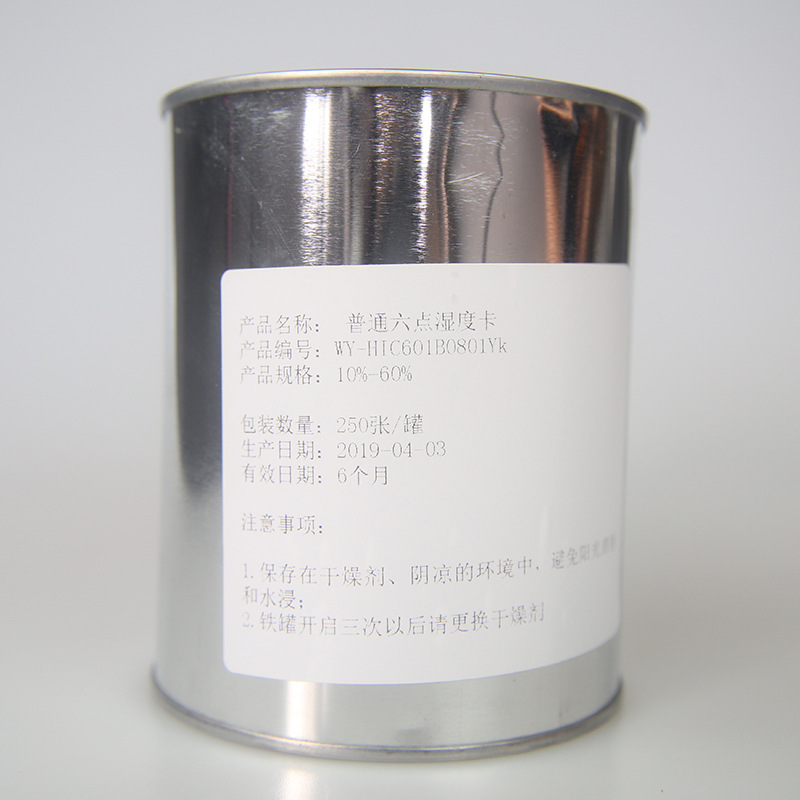 产品名称： 普通六点湿度卡
产品编号：WY-HIC601B0801Yk
产品规格：10%-60%
包装数量：250张/罐
生产日期：2019-04-03
有效日期：6个月
注意事项：
1.保存在干燥剂、阴凉的环境中，避免阳光
和水浸；
2.铁罐开启三次以后请更换干燥剂